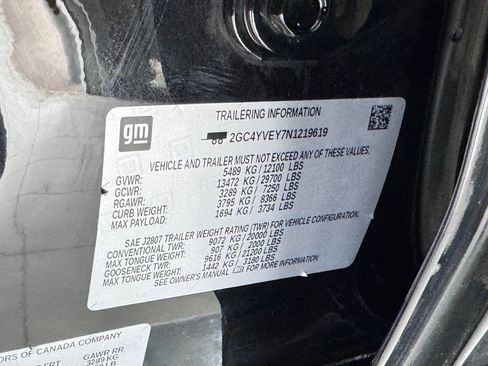 gm
TRAILERING INFORMATION
2GC4YVEY7N1219619
VEHICLE AND TRAILER MUST NOT EXCEED ANY OF THESE VALUES
GVWR: 5489 KG/12100 LBS
GCWR: 13472 KG/29700 LBS
RGAWR: 3289 KG/ 7250 LBS
CURB WEIGHT: 3795 KG/ 8366 LBS
MAX PAYLOAD: 1694 KG/ 3734 LBS
SAE J2807 TRAILER WEIGHT RATING (TWR) FOR VEHICLE CONFIGURATION.
CONVENTIONAL TWR: 9072 KG/20000 LBS
MAX TONGUE WEIGHT: 907 KG/ 2000 LBS
GOOSENECK TWR: 9616 KG/21200 LBS
MAX TONGUE WEIGHT: 1442 KG/ 3180 LBS
SEE OWNER'S MANUAL FOR MORE INFORMATION
ORS OF CANADA COMPANY
FRT GAWR RR
3289 KG
LB